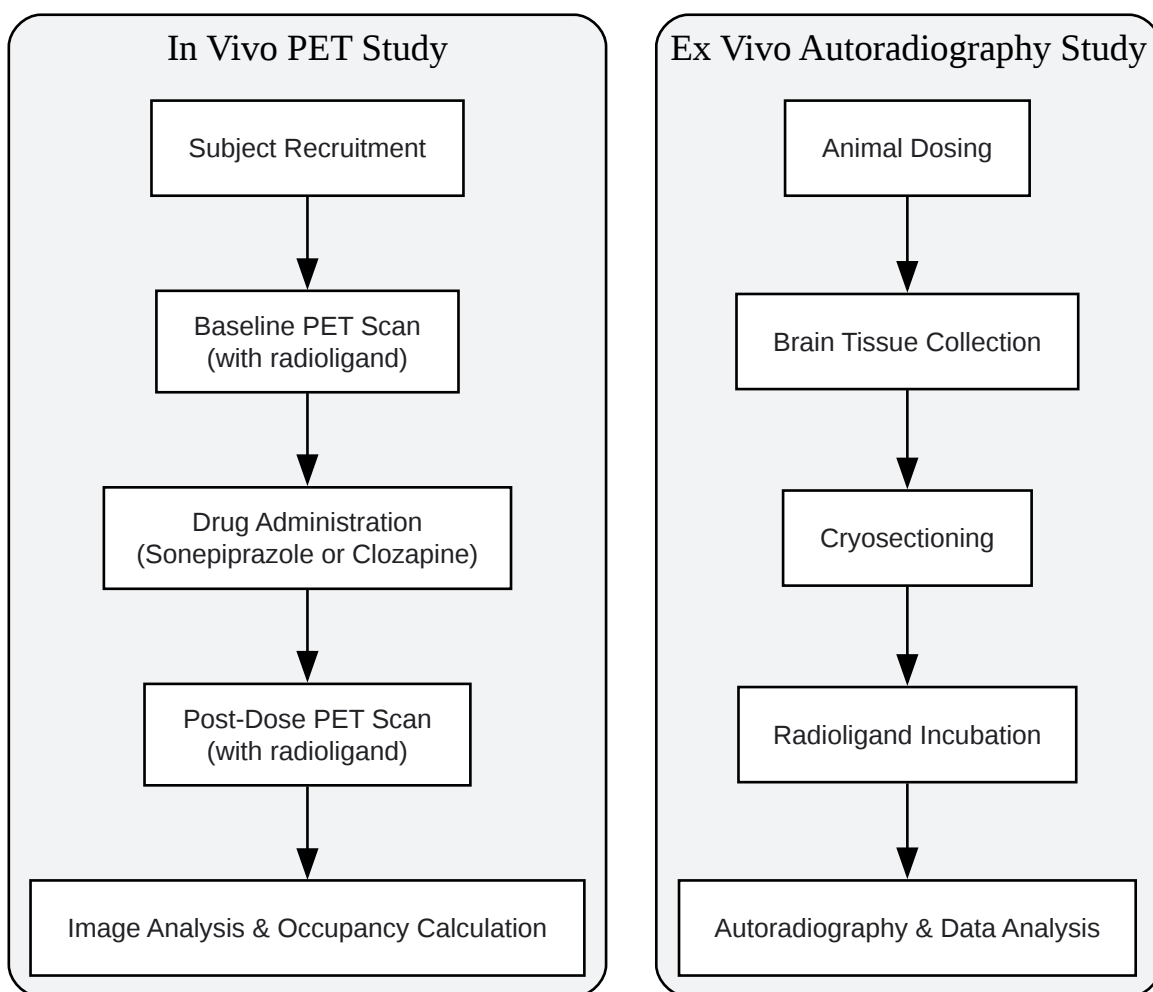 In Vivo PET Study
Subject Recruitment
Baseline PET Scan
(with radioligand)
Drug Administration
(Sonepiprazole or Clozapine)
Post-Dose PET Scan
(with radioligand)
Image Analysis & Occupancy Calculation
Ex Vivo Autoradiography Study
Animal Dosing
Brain Tissue Collection
Cryosectioning
Radioligand Incubation
Autoradiography & Data Analysis